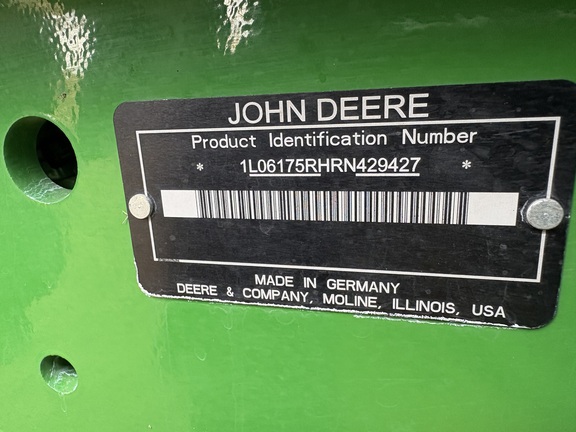 JOHN DEERE
Product Identification Number
* 1L06175RHRN429427 *
MADE IN GERMANY
DEERE & COMPANY, MOLINE, ILLINOIS, USA